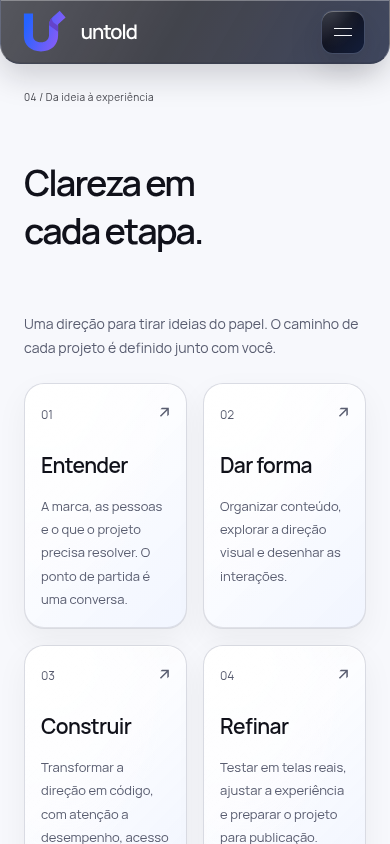 untold
04 / Da ideia à experiência
Clareza em
cada etapa.
Uma direção para tirar ideias do papel. O caminho de
cada projeto é definido junto com você.
01
Entender
A marca, as pessoas
e o que o projeto
precisa resolver. O
ponto de partida é
uma conversa.
02
Dar forma
Organizar conteúdo,
explorar a direção
visual e desenhar as
interações.
03
Construir
Transformar a
direção em código,
com atenção a
desempenho, acesso
04
Refinar
Testar em telas reais,
ajustar a experiência
e preparar o projeto
para publicação.